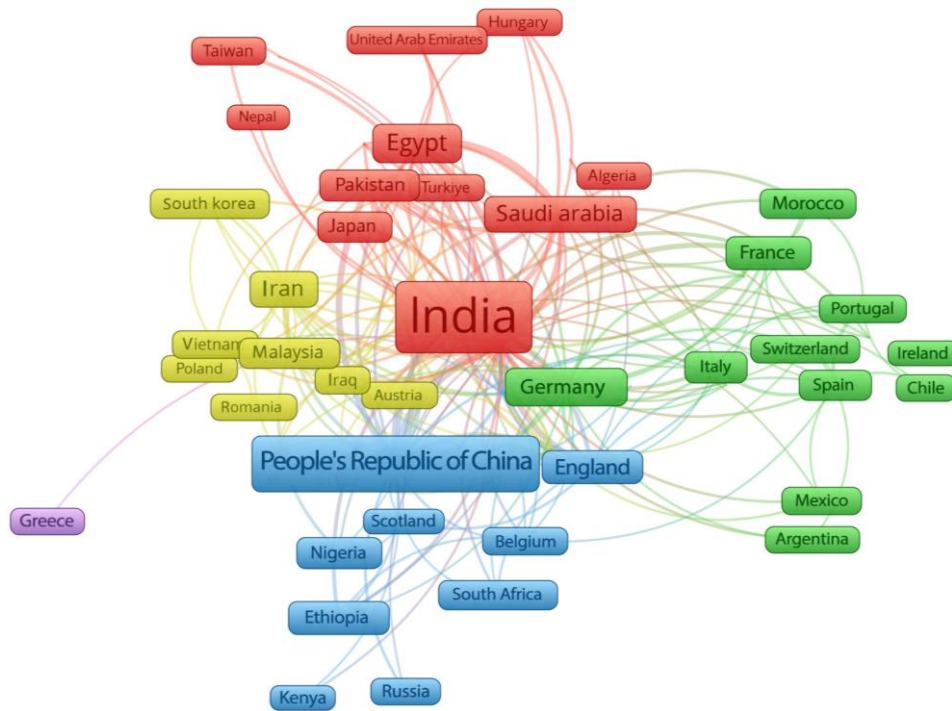 Hungary
United Arab Emirates
Taiwan
Nepal
Egypt
Algeria
Pakistan
Turkiye
South korea
Morocco
Saudi arabia
Japan
France
Iran
Portugal
India
Vietnam
Malaysia
Switzerland
Ireland
Poland
Italy
Iraq
Austria
Germany
Spain
Chile
Romania
People's Republic of China
England
Mexico
Greece
Scotland
Nigeria
Belgium
Argentina
South Africa
Ethiopia
Kenya
Russia